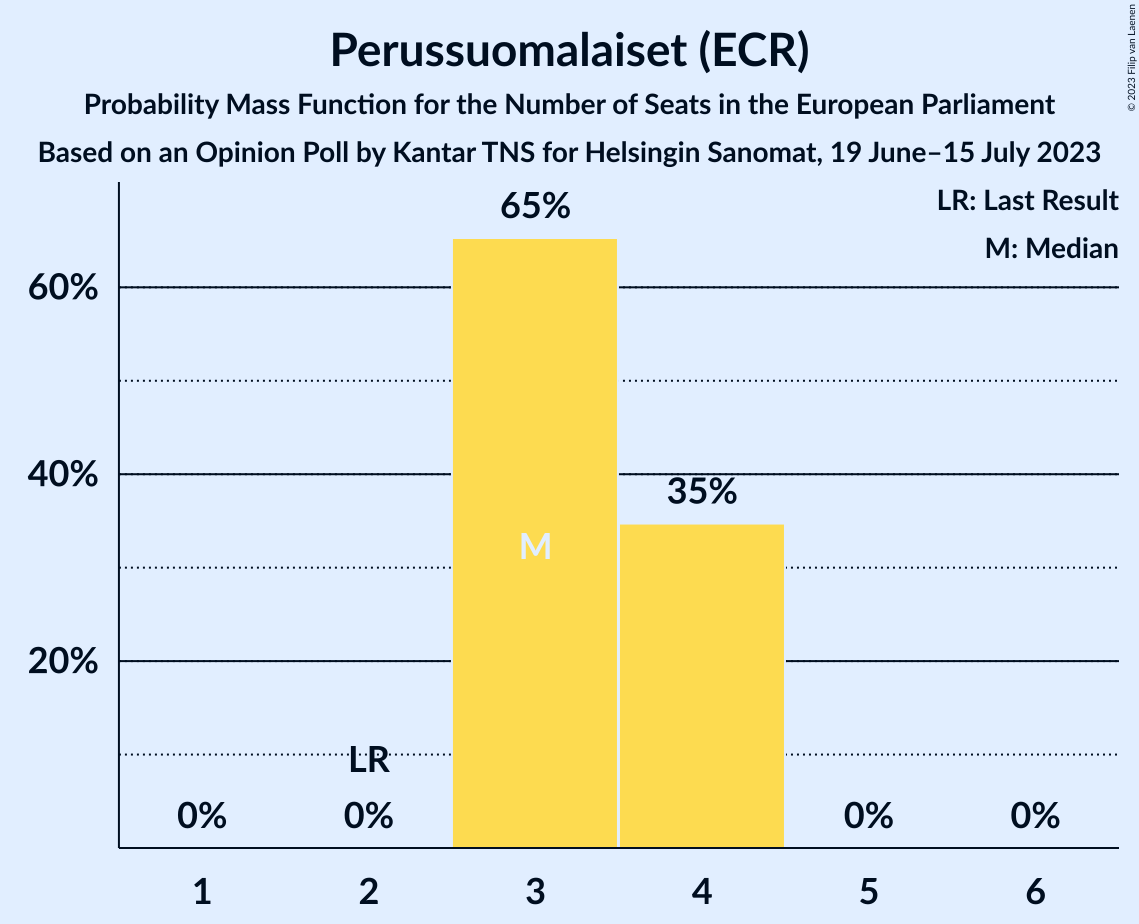 Perussuomalaiset (ECR)
Probability Mass Function for the Number of Seats in the European Parliament
Based on an Opinion Poll by Kantar TNS for Helsingin Sanomat, 19 June–15 July 2023
© 2023 Filip van Laenen
LR: Last Result
M: Median
65%
60%
40%
35%
M
20%
LR
0%
0%
0%
0%
1
2
3
4
5
6